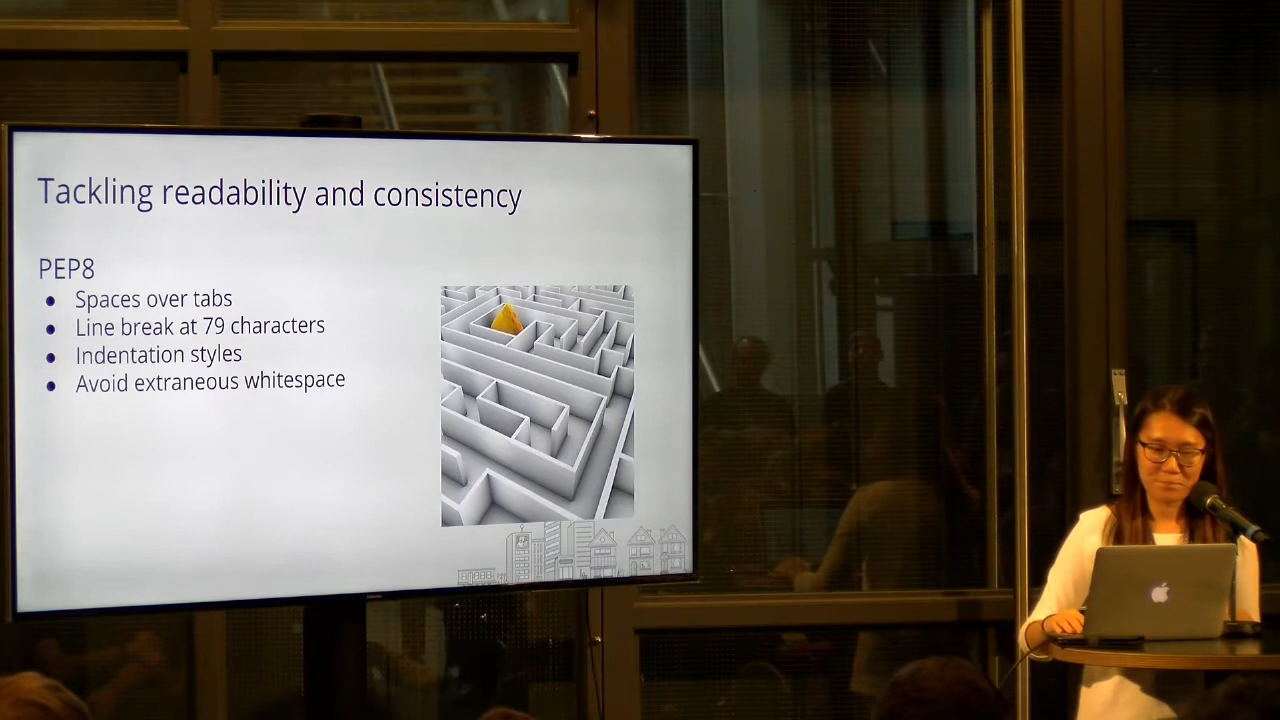 Tackling readability and consistency
PEP8
● Spaces over tabs
● Line break at 79 characters
● Indentation styles
● Avoid extraneous whitespace